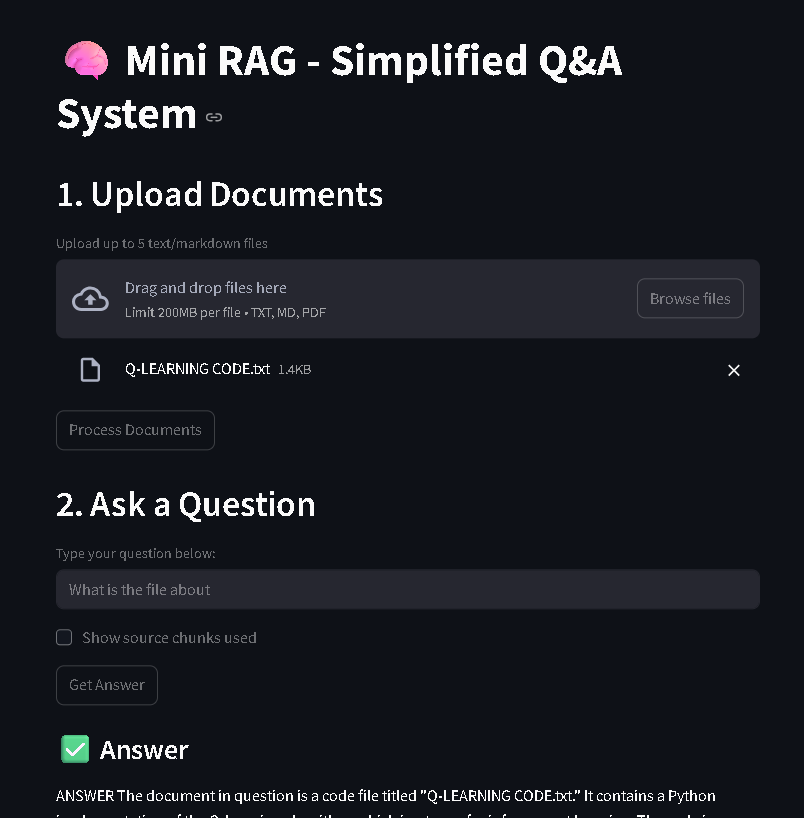 Mini RAG - Simplified Q&A
System
1. Upload Documents
Upload up to 5 text/markdown files
Drag and drop files here
Limit 200MB per file • TXT, MD, PDF
Browse files
Q-LEARNING CODE.txt 1.4KB
Process Documents
2. Ask a Question
Type your question below:
What is the file about
Show source chunks used
Get Answer
Answer
ANSWER The document in question is a code file titled "Q-LEARNING CODE.txt." It contains a Python